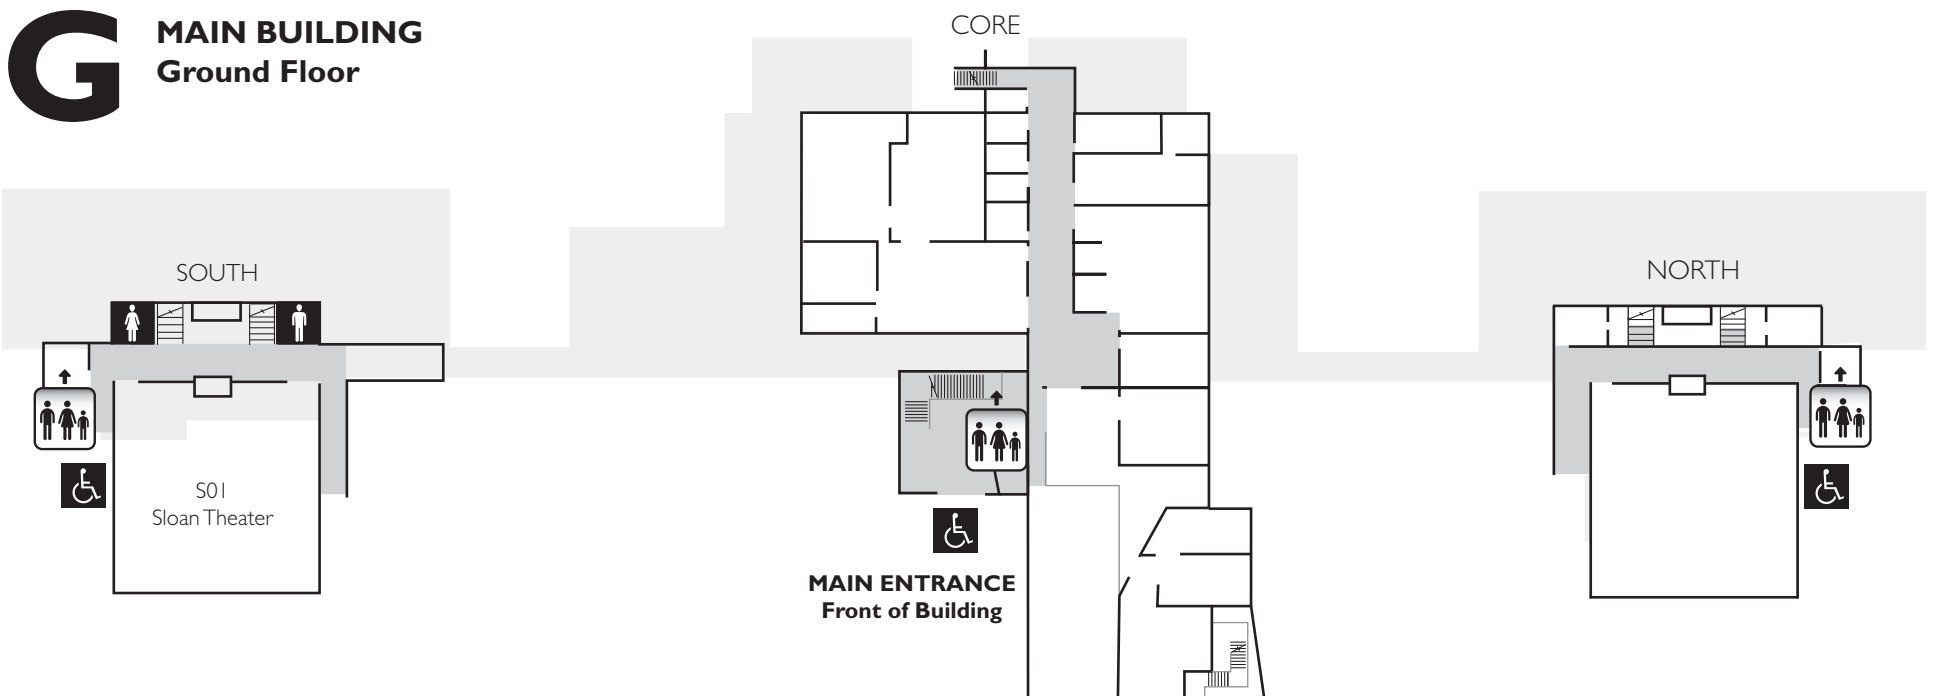 G
MAIN BUILDING
Ground Floor
CORE
SOUTH
NORTH
S01
Sloan Theater
MAIN ENTRANCE
Front of Building